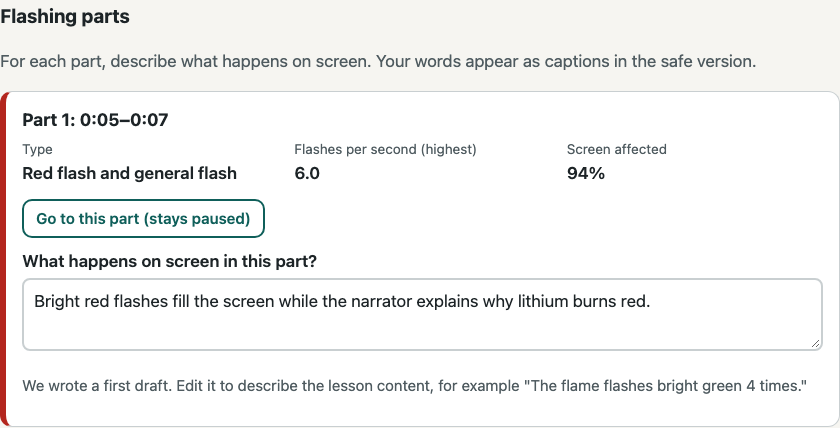 Flashing parts
For each part, describe what happens on screen. Your words appear as captions in the safe version.
Part 1: 0:05–0:07
Type
Red flash and general flash
Flashes per second (highest)
6.0
Screen affected
94%
Go to this part (stays paused)
What happens on screen in this part?
Bright red flashes fill the screen while the narrator explains why lithium burns red.
We wrote a first draft. Edit it to describe the lesson content, for example "The flame flashes bright green 4 times."